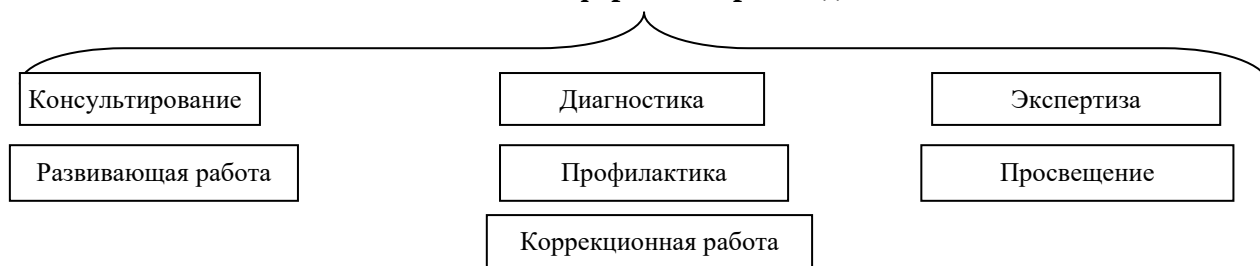 Консультирование
Диагностика
Экспертиза
Развивающая работа
Профилактика
Просвещение
Коррекционная работа